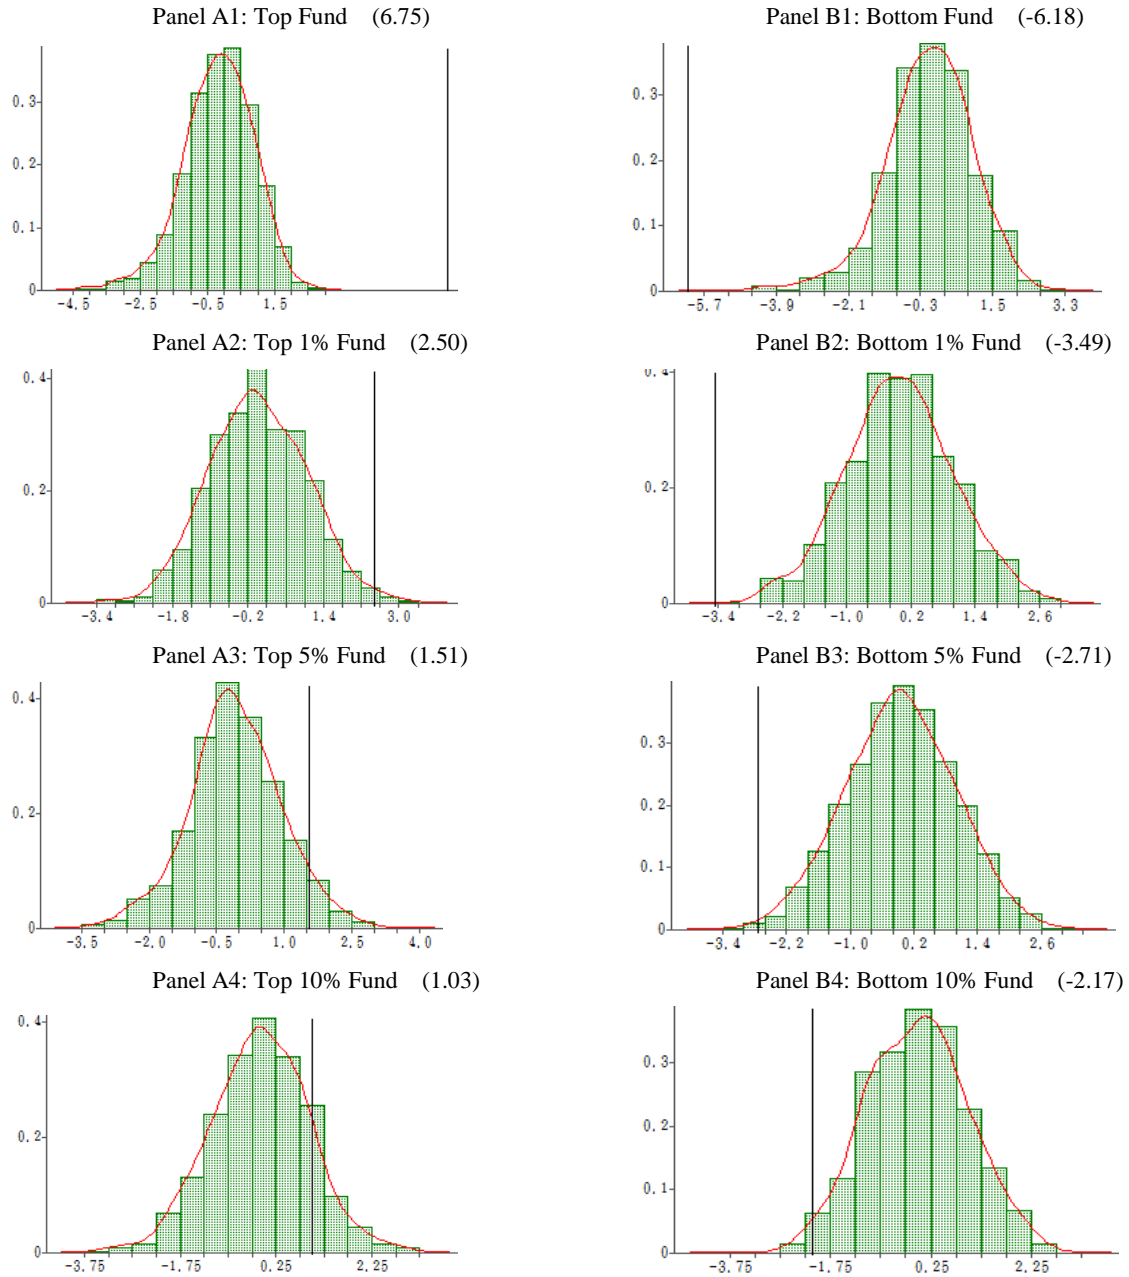 Panel A1: Top Fund (6.75)
Panel B1: Bottom Fund (-6.18)
0.3
0.2
0.1
0
-4.5 -2.5 -0.5 1.5
0.3
0.2
0.1
0
-5.7 -3.9 -2.1 -0.3 1.5 3.3
Panel A2: Top 1% Fund (2.50)
Panel B2: Bottom 1% Fund (-3.49)
0.4
0.2
0
-3.4 -1.8 -0.2 1.4 3.0
0.4
0.2
0
-3.4 -2.2 -1.0 0.2 1.4 2.6
Panel A3: Top 5% Fund (1.51)
Panel B3: Bottom 5% Fund (-2.71)
0.4
0.2
0
-3.5 -2.0 -0.5 1.0 2.5 4.0
0.3
0.2
0.1
0
-3.4 -2.2 -1.0 0.2 1.4 2.6
Panel A4: Top 10% Fund (1.03)
Panel B4: Bottom 10% Fund (-2.17)
0.4
0.2
0
-3.75 -1.75 0.25 2.25
0.3
0.2
0.1
0
-3.75 -1.75 0.25 2.25